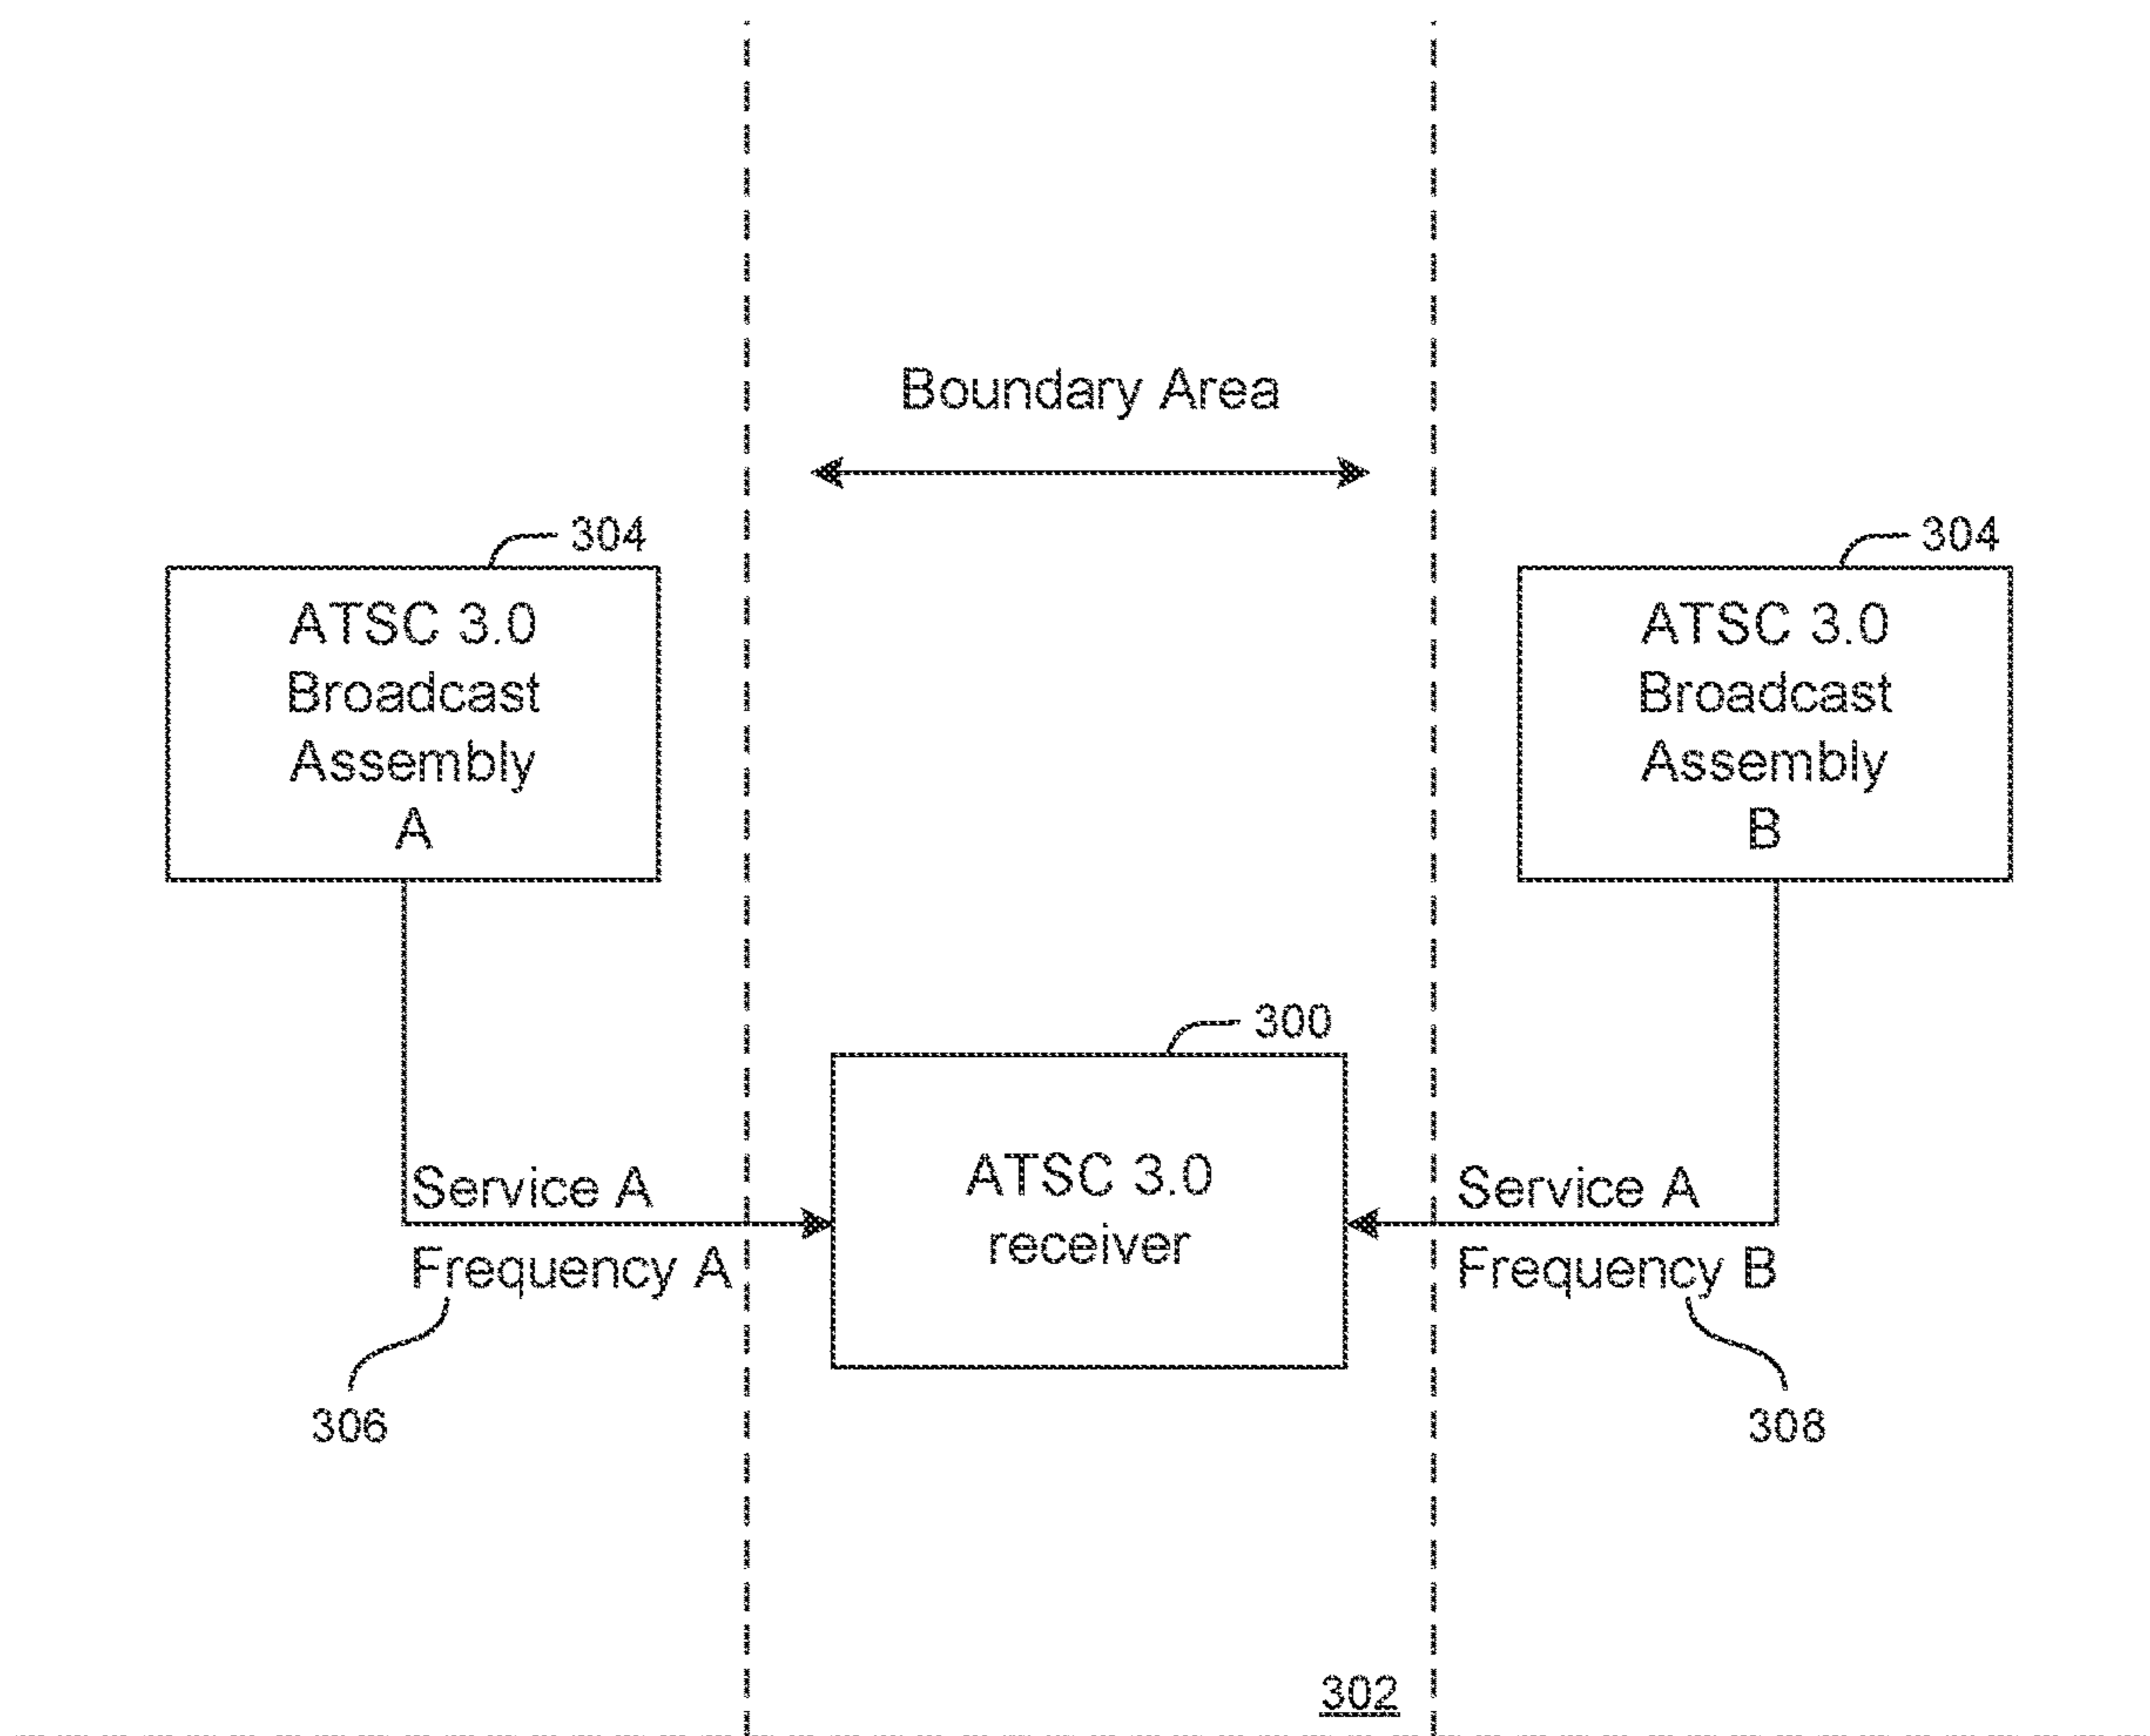 Boundary Area
304
304
ATSC 3.0
Broadcast
Assembly
A
ATSC 3.0
Broadcast
Assembly
B
300
ATSC 3.0
receiver
Service A
Frequency A
Service A
Frequency B
306
308
302